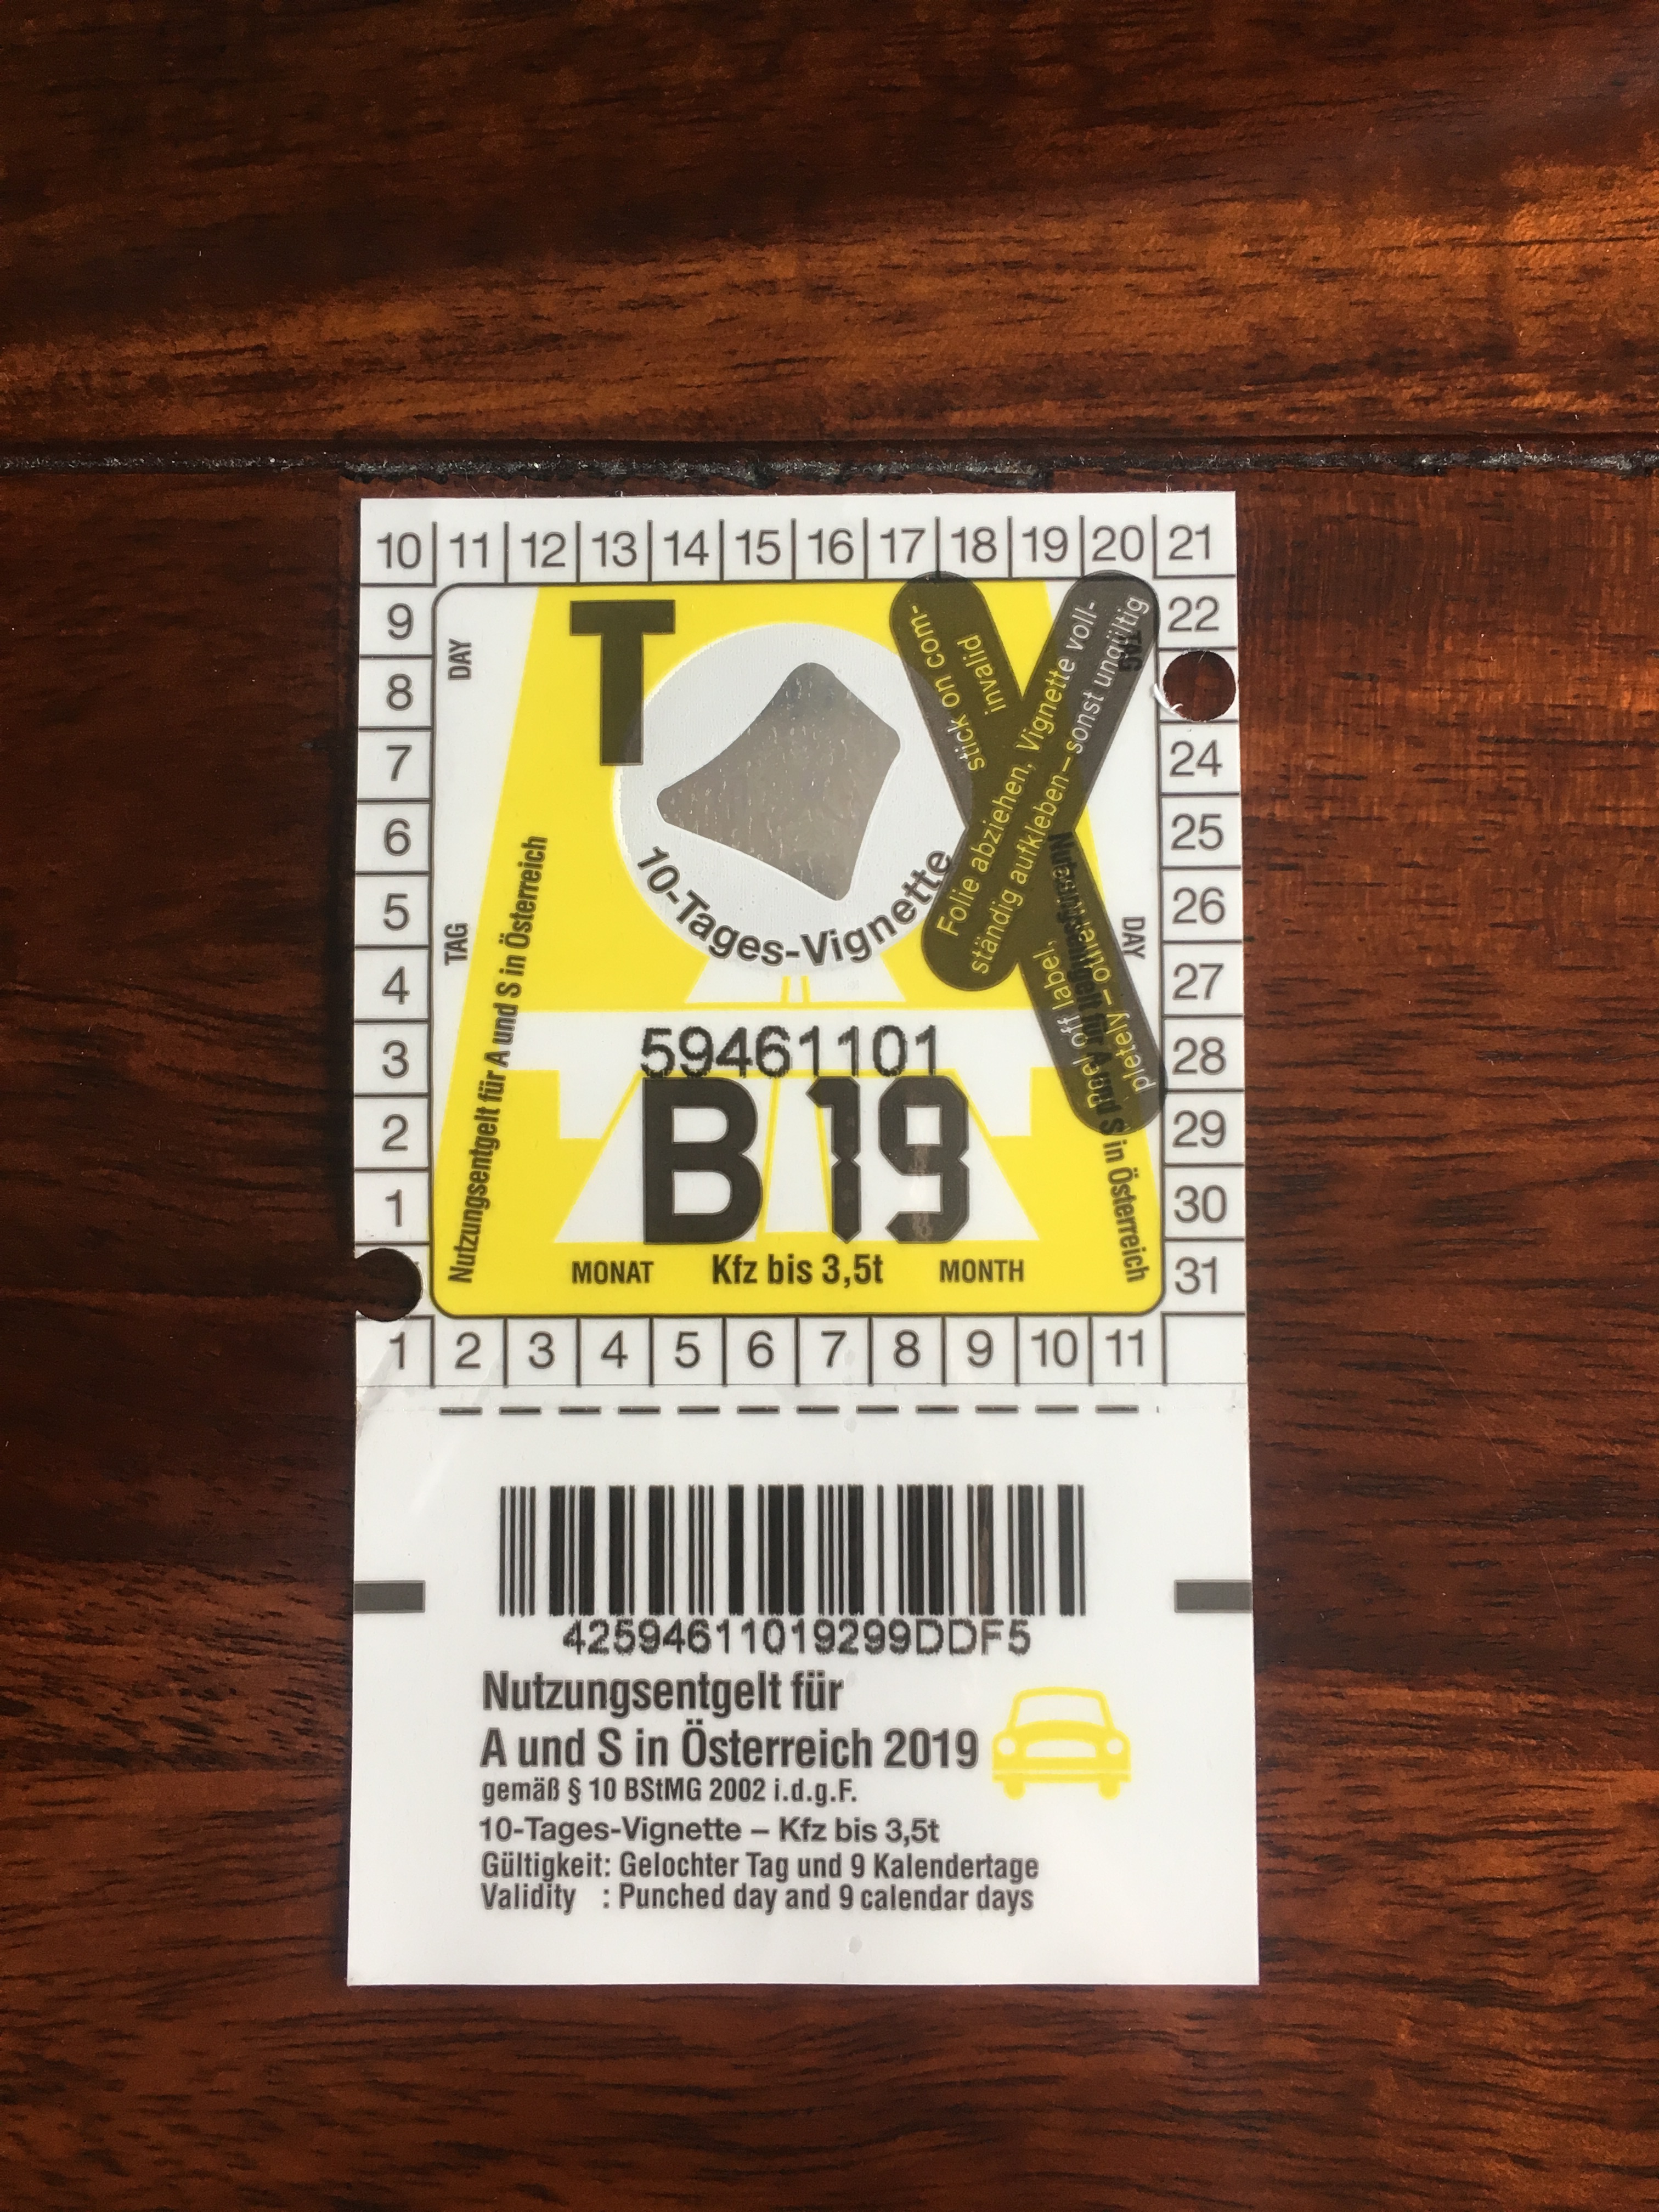 10 11 12 13 14 15 16 17 18 19 20 21
9
8
7
6
5
4
3
2
1
22
24
25
26
27
28
29
30
31
DAY
TAG
TAG
DAY
T
10-Tages-Vignette
Nutzungsentgelt für A und S in Österreich
Nutzungsentgelt für A und S in Österreich
Folie abziehen, Vignette voll-
ständig aufkleben – sonst ungültig
Peel off label, stick on com-
pletely – otherwise invalid
59461101
B 19
MONAT Kfz bis 3,5t MONTH
1 2 3 4 5 6 7 8 9 10 11
42594611019299DDF5
Nutzungsentgelt für
A und S in Österreich 2019
gemäß § 10 BStMG 2002 i.d.g.F.
10-Tages-Vignette – Kfz bis 3,5t
Gültigkeit: Gelochter Tag und 9 Kalendertage
Validity : Punched day and 9 calendar days